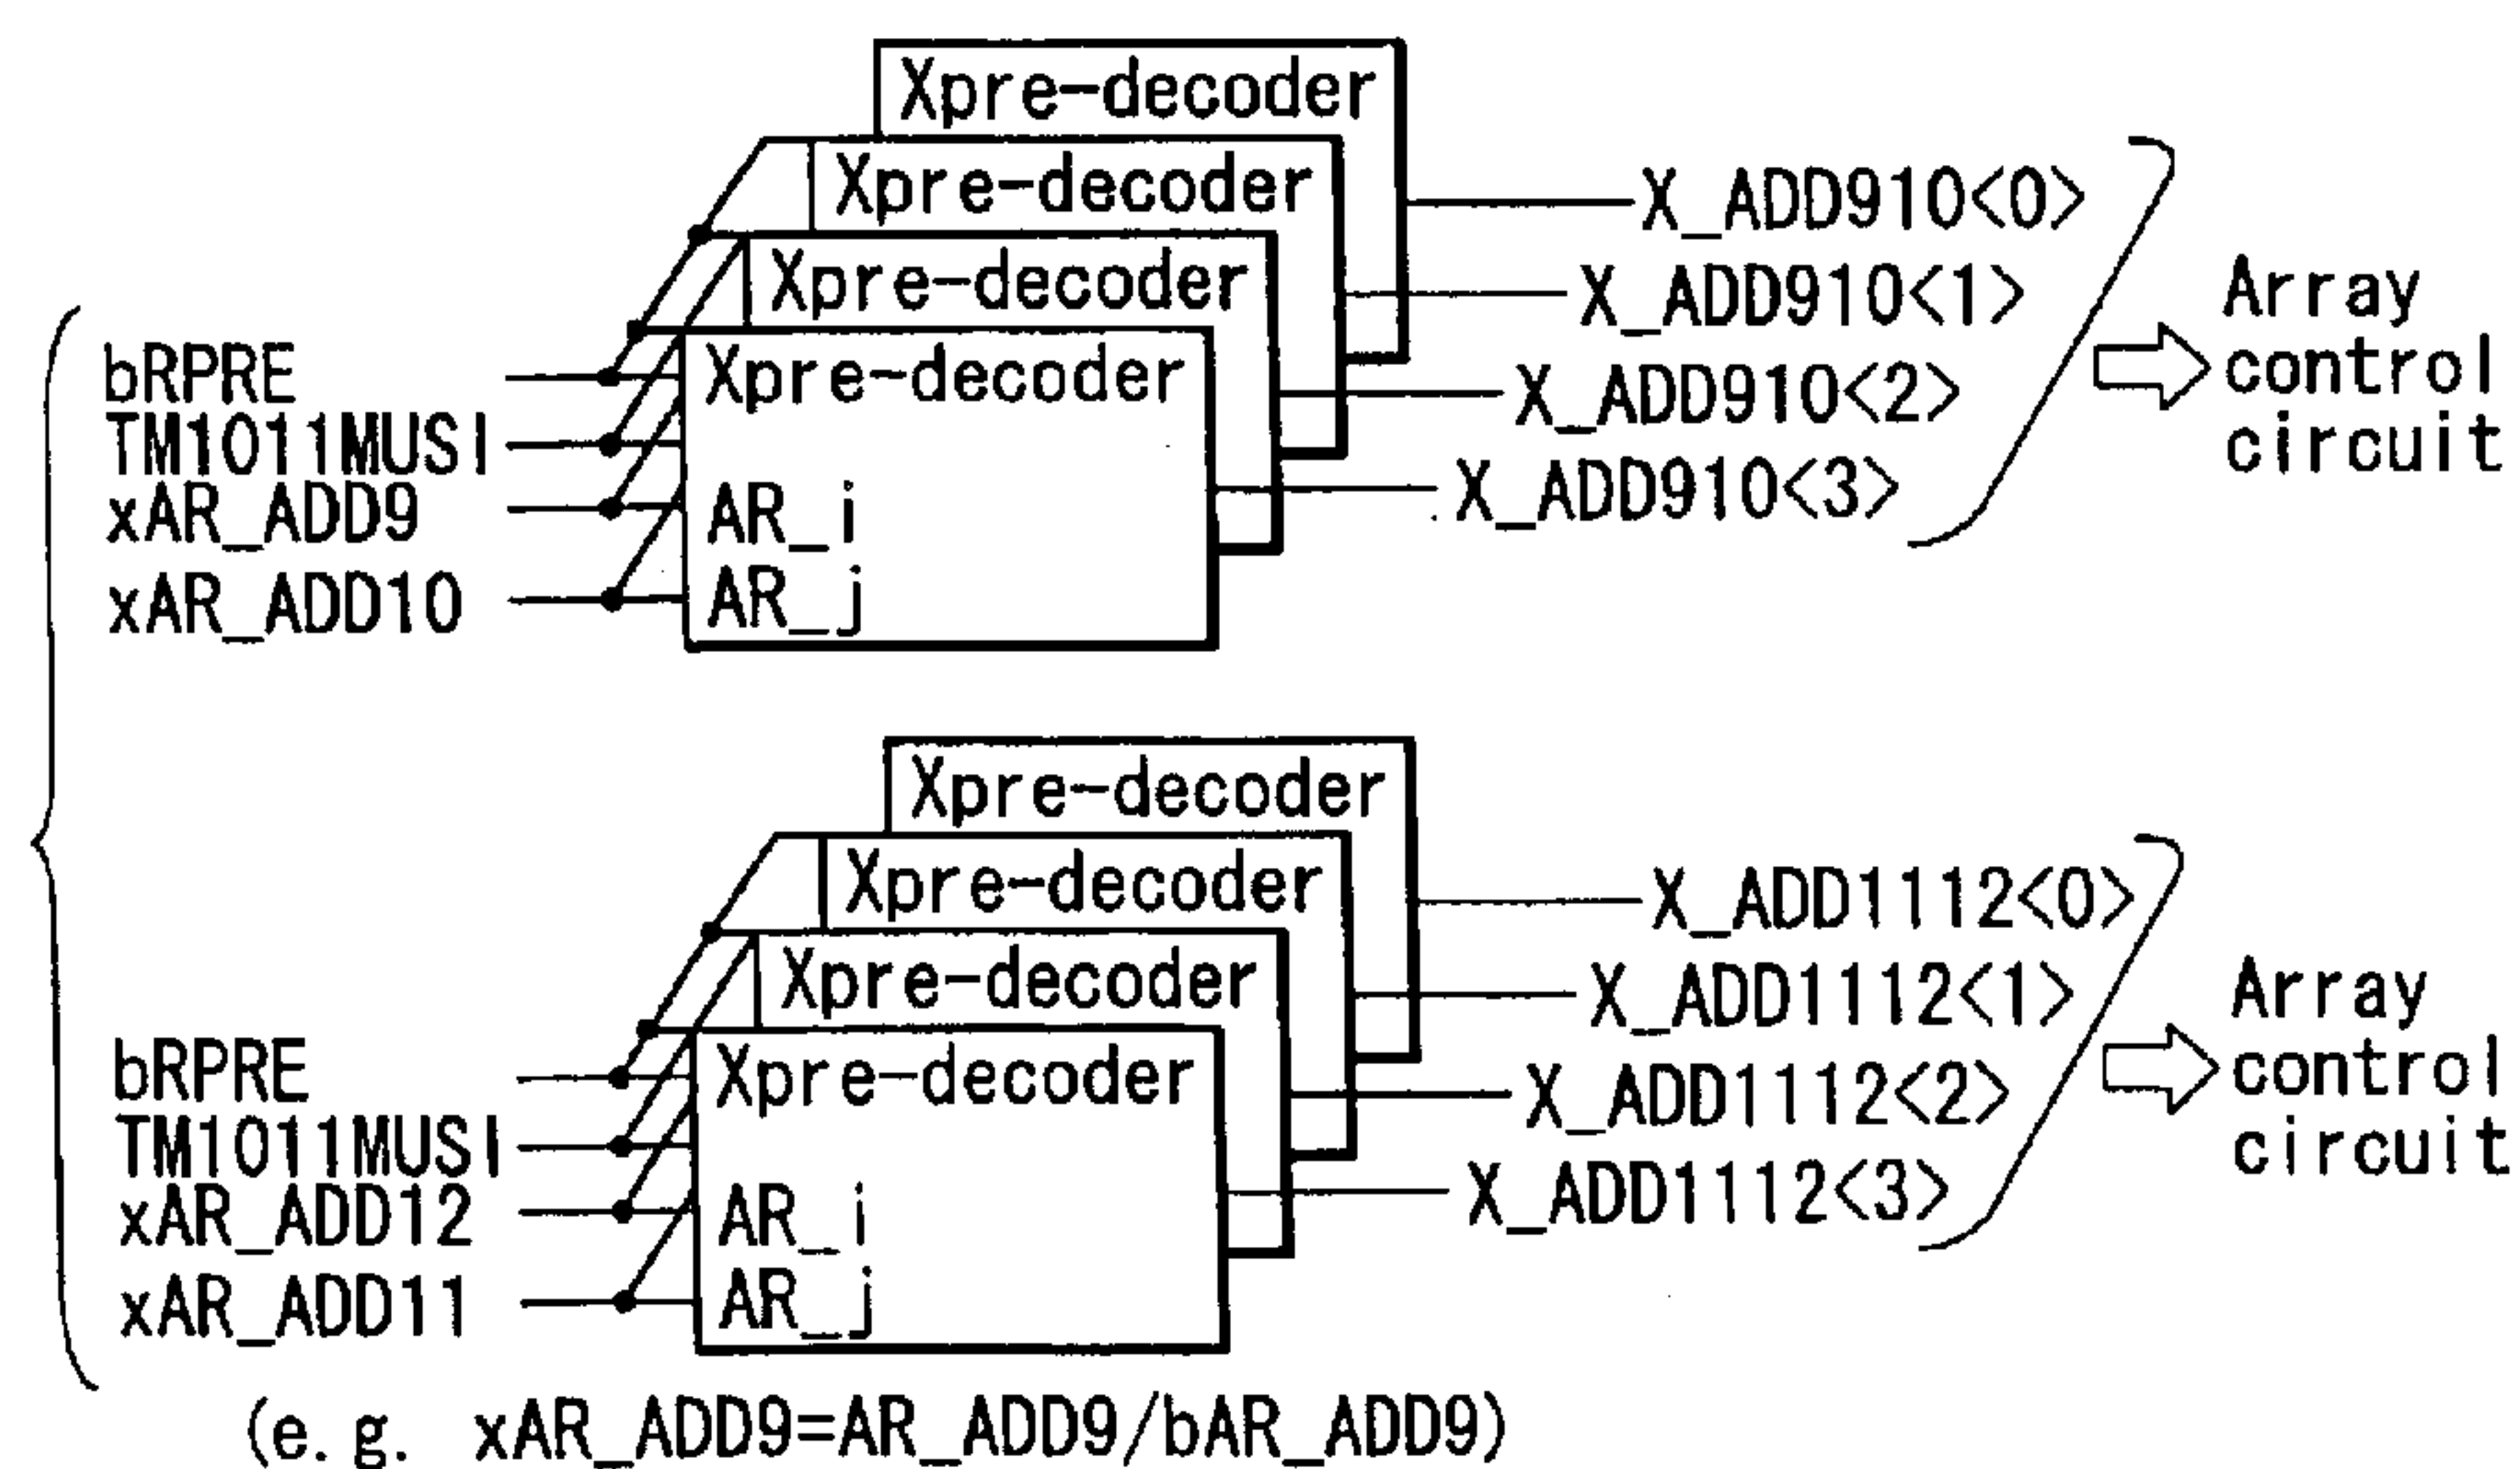 Xpre-decoder
Xpre-decoder
Xpre-decoder
Xpre-decoder
bRPRE
TM1011MUSI
xAR_ADD9
xAR_ADD10
AR_i
AR_j
X_ADD910<0>
X_ADD910<1>
X_ADD910<2>
X_ADD910<3>
Array
control
circuit
Xpre-decoder
Xpre-decoder
Xpre-decoder
Xpre-decoder
bRPRE
TM1011MUSI
xAR_ADD12
xAR_ADD11
AR_i
AR_j
X_ADD1112<0>
X_ADD1112<1>
X_ADD1112<2>
X_ADD1112<3>
Array
control
circuit
(e.g. xAR_ADD9=AR_ADD9/bAR_ADD9)